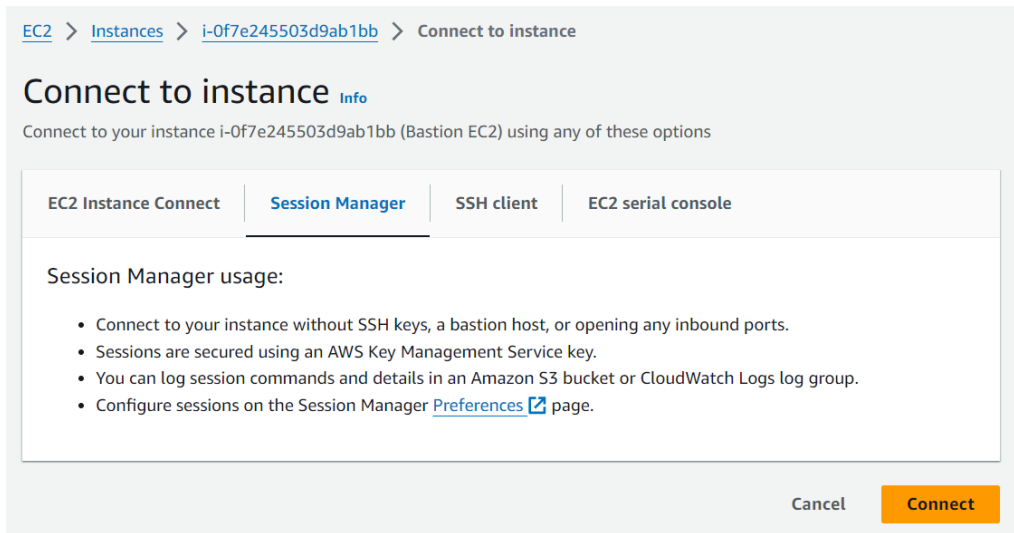 EC2 > Instances > i-0f7e245503d9ab1bb > Connect to instance
Connect to instance Info
Connect to your instance i-0f7e245503d9ab1bb (Bastion EC2) using any of these options
EC2 Instance Connect Session Manager SSH client EC2 serial console
Session Manager usage:
• Connect to your instance without SSH keys, a bastion host, or opening any inbound ports.
• Sessions are secured using an AWS Key Management Service key.
• You can log session commands and details in an Amazon S3 bucket or CloudWatch Logs log group.
• Configure sessions on the Session Manager Preferences page.
Cancel Connect